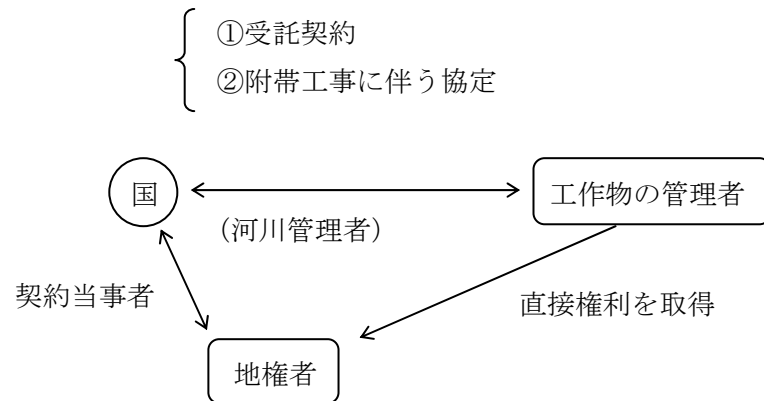 ①受託契約
②附帯工事に伴う協定
国
工作物の管理者
(河川管理者)
契約当事者
直接権利を取得
地権者